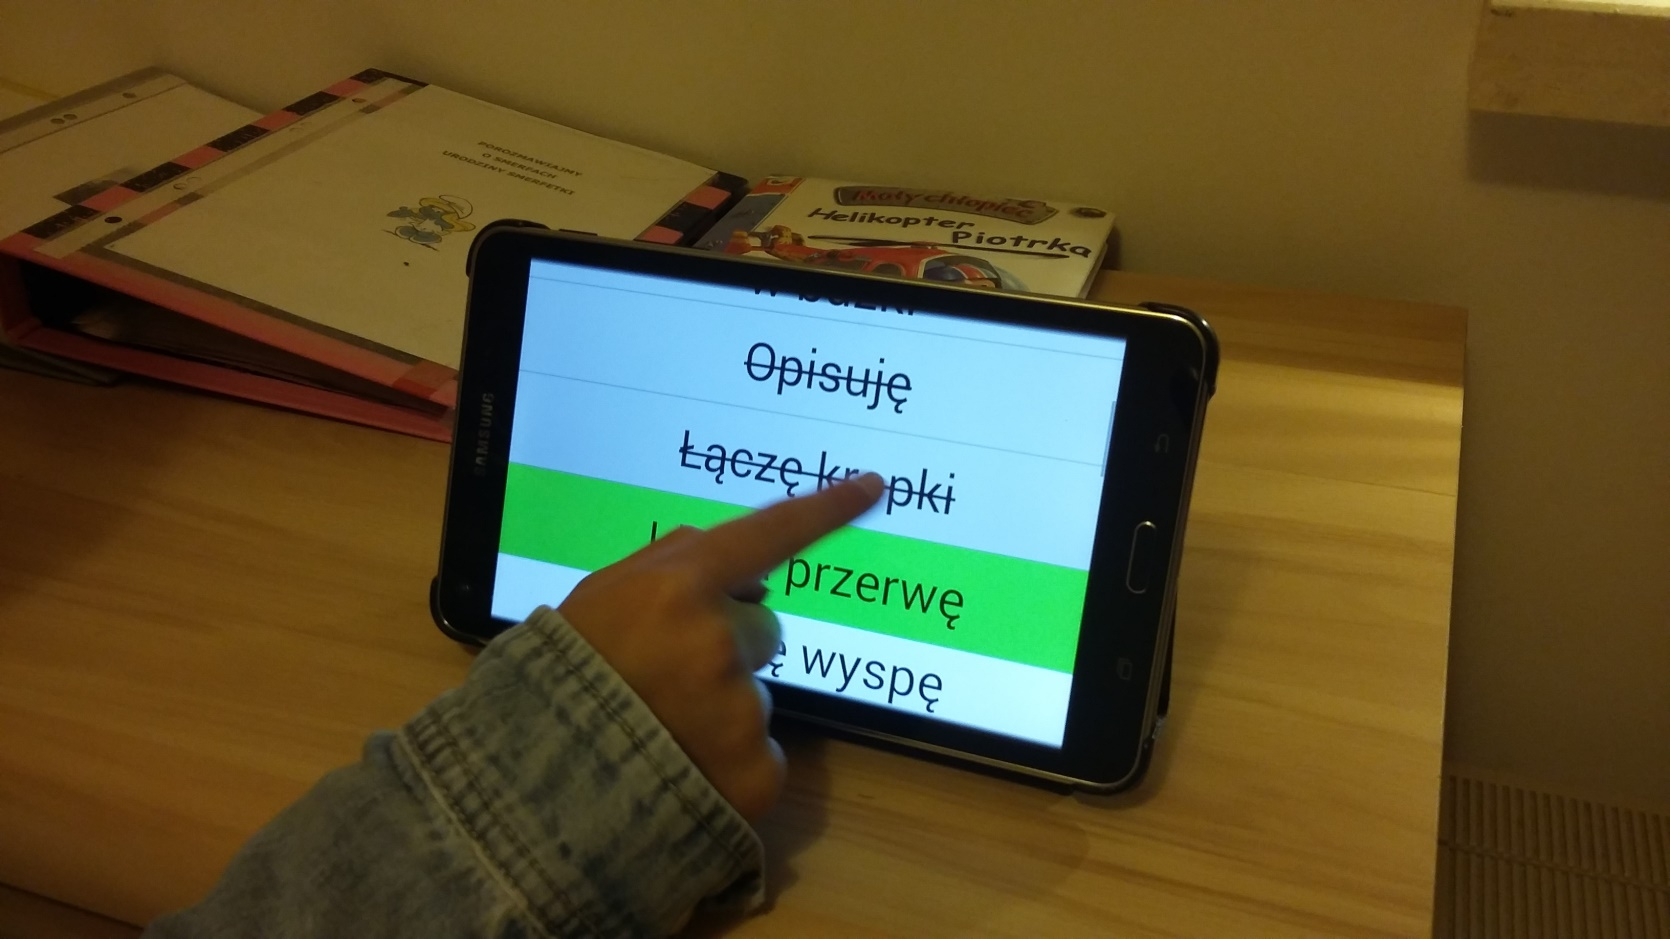 POROZMAWIAJMY
O SMERFACH
URODZINY SMERFETKI
Mały chłopiec
Helikopter
Piotrka
SAMSUNG
Opisuję
Łączę kropki
przerwę
wyspę